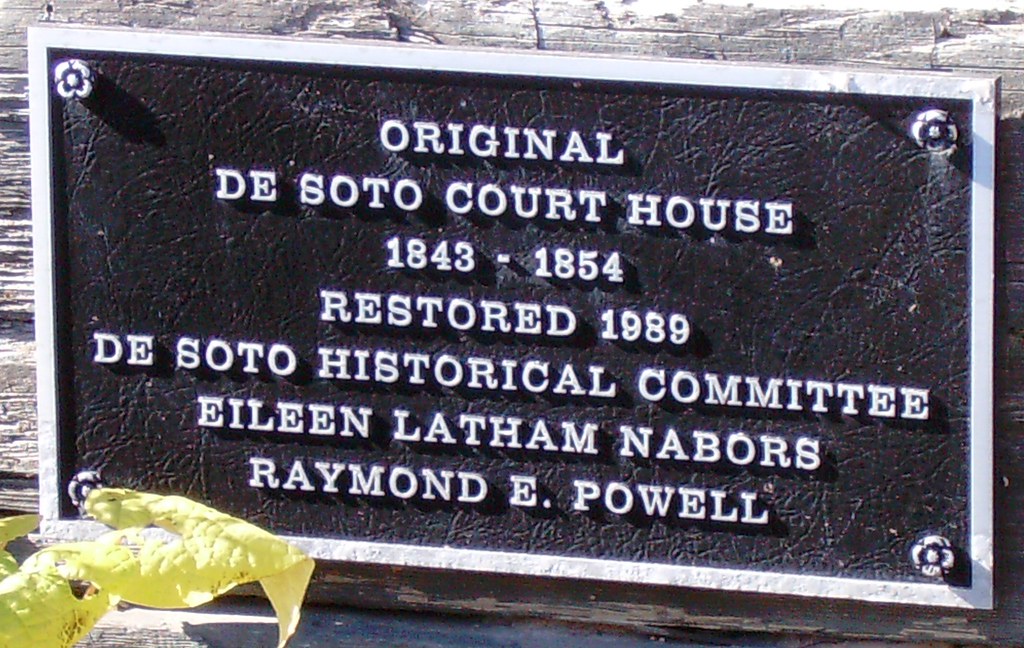 ORIGINAL
DE SOTO COURT HOUSE
1843 - 1854
RESTORED 1989
DE SOTO HISTORICAL COMMITTEE
EILEEN LATHAM NABORS
RAYMOND E. POWELL